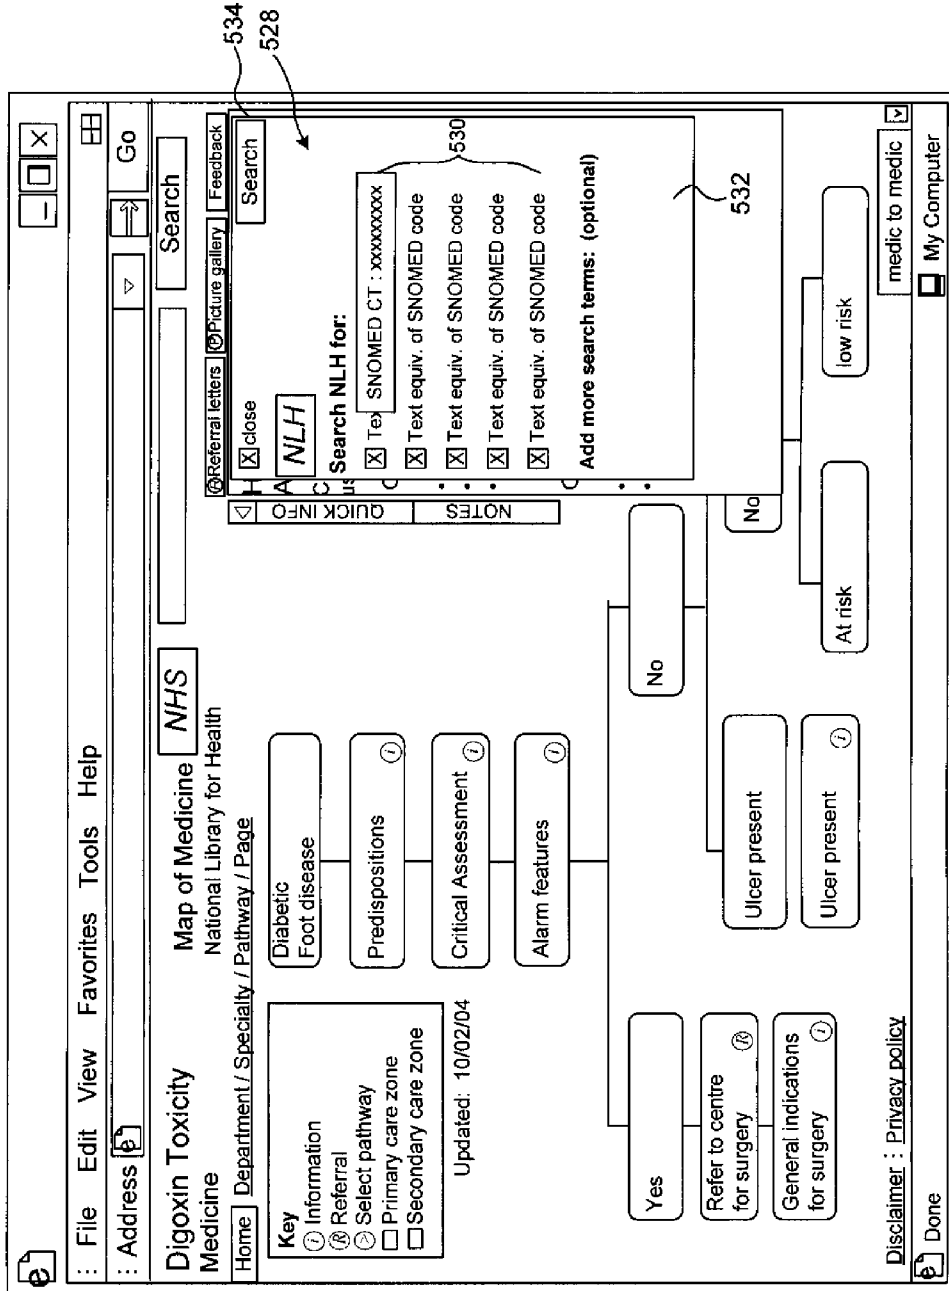 File Edit View Favorites Tools Help
Address
Go
Digoxin Toxicity
Medicine
Map of Medicine
National Library for Health
NHS
Search
Home Department / Specialty / Pathway / Page
Referral letters
Picture gallery
Feedback
Key
Information
Referral
Select pathway
Primary care zone
Secondary care zone
Updated: 10/02/04
Diabetic
Foot disease
Predispositions
Critical Assessment
Alarm features
Yes
Refer to centre
for surgery
General indications
for surgery
No
Ulcer present
Ulcer present
No
At risk
low risk
QUICK INFO
NOTES
X close
Search
NLH
Search NLH for:
X Tex SNOMED CT : xxxxxxxxxx
X Text equiv. of SNOMED code
X Text equiv. of SNOMED code
X Text equiv. of SNOMED code
X Text equiv. of SNOMED code
Add more search terms: (optional)
534
528
530
532
Disclaimer : Privacy policy
medic to medic
Done
My Computer